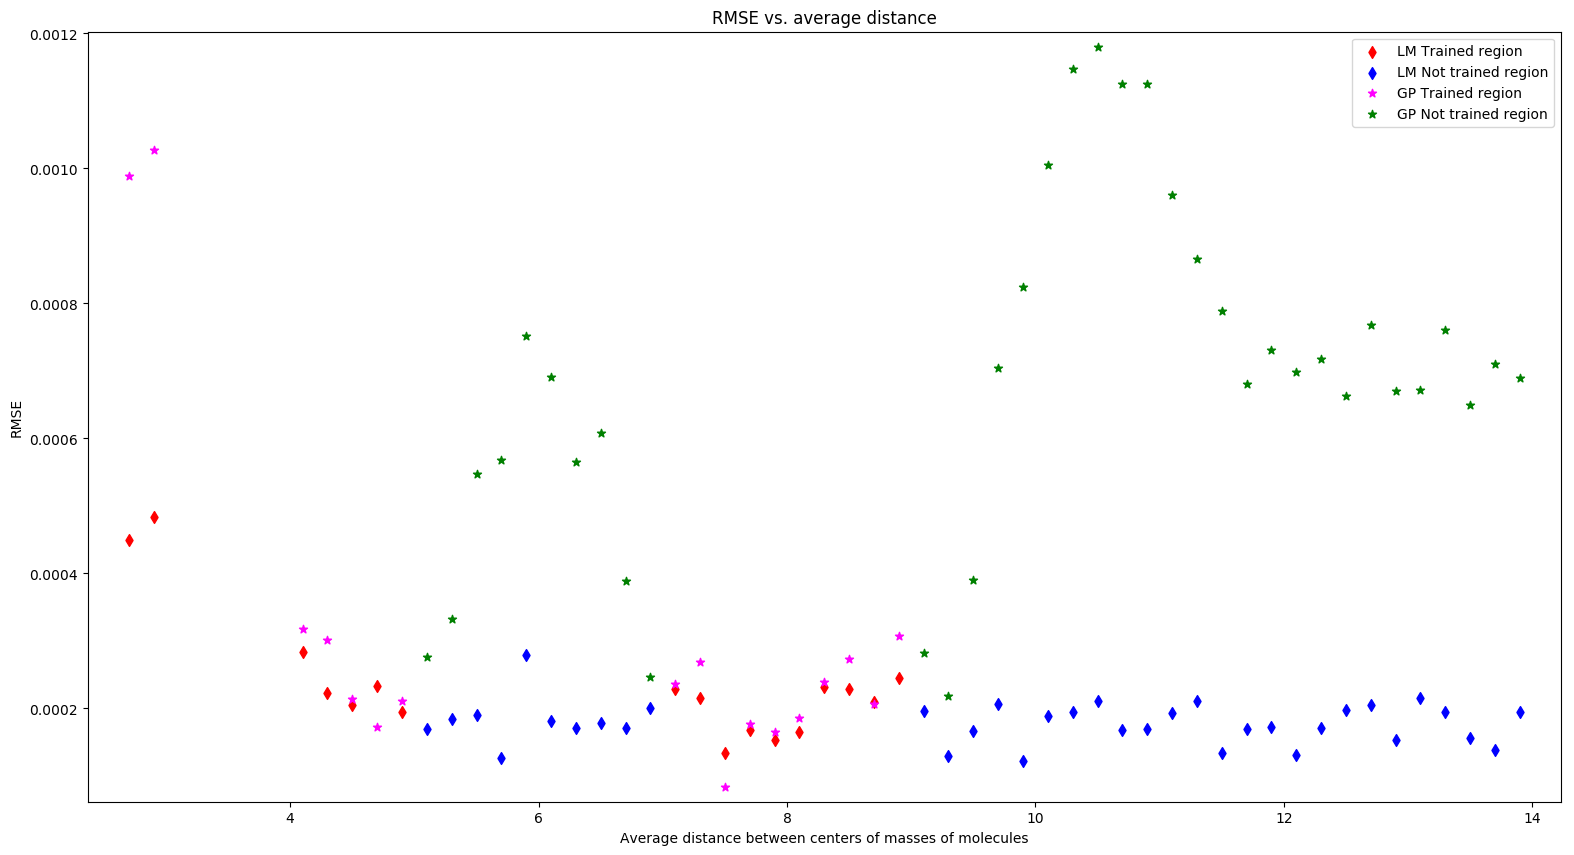 RMSE vs. average distance
0.0012
0.0010
0.0008
0.0006
0.0004
0.0002
RMSE
LM Trained region
LM Not trained region
GP Trained region
GP Not trained region
4 6 8 10 12 14
Average distance between centers of masses of molecules